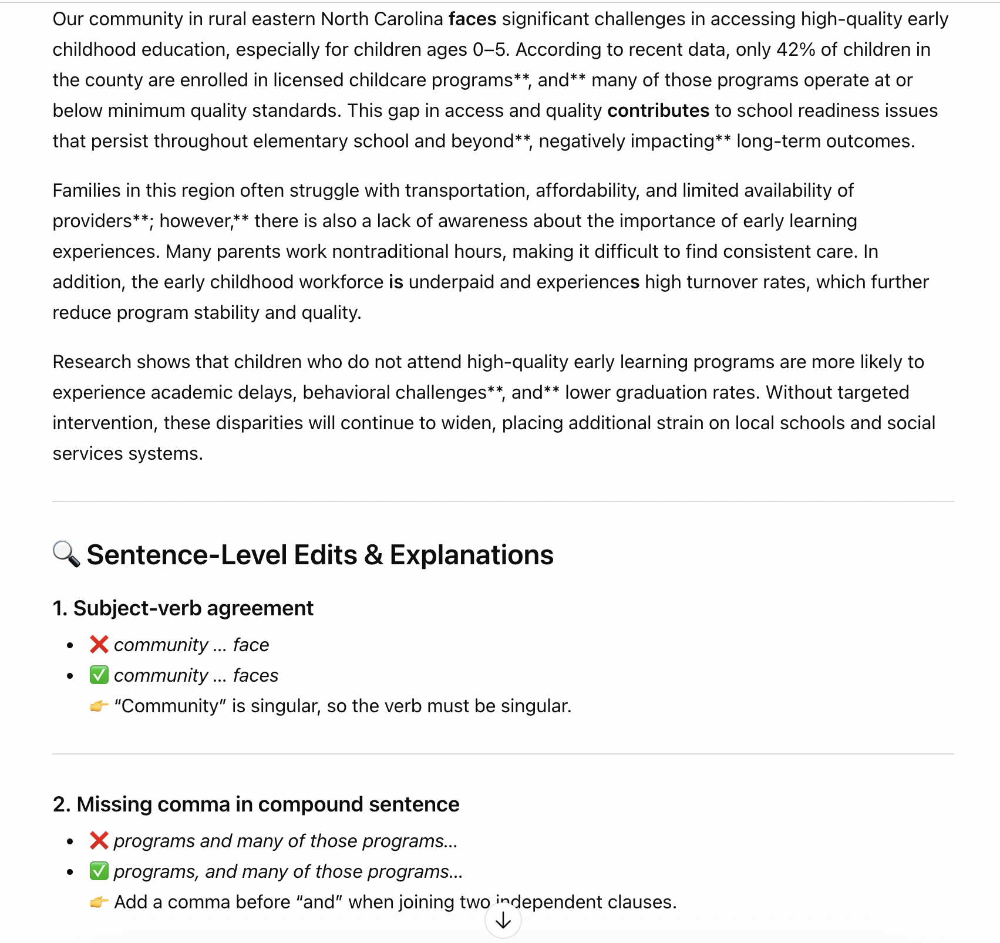 Our community in rural eastern North Carolina faces significant challenges in accessing high-quality early
childhood education, especially for children ages 0–5. According to recent data, only 42% of children in
the county are enrolled in licensed childcare programs**, and** many of those programs operate at or
below minimum quality standards. This gap in access and quality contributes to school readiness issues
that persist throughout elementary school and beyond**, negatively impacting** long-term outcomes.
Families in this region often struggle with transportation, affordability, and limited availability of
providers**; however,** there is also a lack of awareness about the importance of early learning
experiences. Many parents work nontraditional hours, making it difficult to find consistent care. In
addition, the early childhood workforce is underpaid and experiences high turnover rates, which further
reduce program stability and quality.
Research shows that children who do not attend high-quality early learning programs are more likely to
experience academic delays, behavioral challenges**, and** lower graduation rates. Without targeted
intervention, these disparities will continue to widen, placing additional strain on local schools and social
services systems.
🔍 Sentence-Level Edits & Explanations
1. Subject-verb agreement
• ❌ community … face
• ✅ community … faces
👉 “Community” is singular, so the verb must be singular.
2. Missing comma in compound sentence
• ❌ programs and many of those programs…
• ✅ programs, and many of those programs…
👉 Add a comma before “and” when joining two independent clauses.